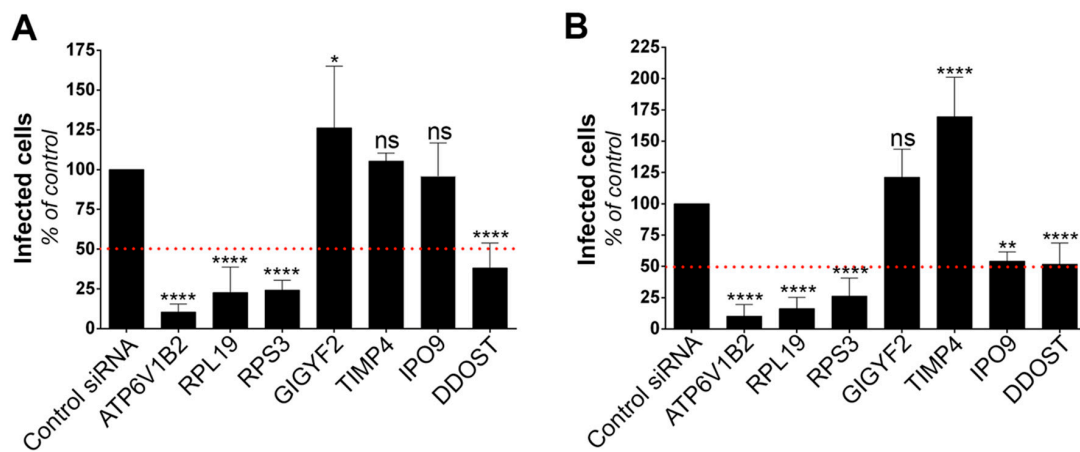 A
Infected cells
% of control
175
150
125
100
75
50
25
0
****
****
****
*
ns
ns
****
Control siRNA
ATP6V1B2
RPL19
RPS3
GIGYF2
TIMP4
IPO9
DDOST
B
Infected cells
% of control
225
200
175
150
125
100
75
50
25
0
****
****
****
ns
****
**
****
Control siRNA
ATP6V1B2
RPL19
RPS3
GIGYF2
TIMP4
IPO9
DDOST